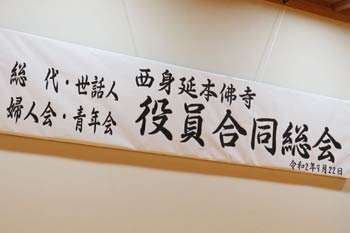 総代・世話人
婦人会・青年会
西身延本佛寺
役員合同総会
令和2年9月22日